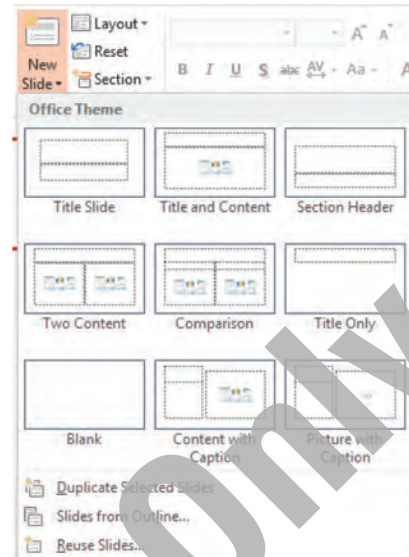 New Slide
Layout
Reset
Section
B I U S abc AV Aa A
A A
Office Theme
Title Slide
Title and Content
Section Header
Two Content
Comparison
Title Only
Blank
Content with Caption
Picture with Caption
Duplicate Selected Slides
Slides from Outline...
Reuse Slides...
Only